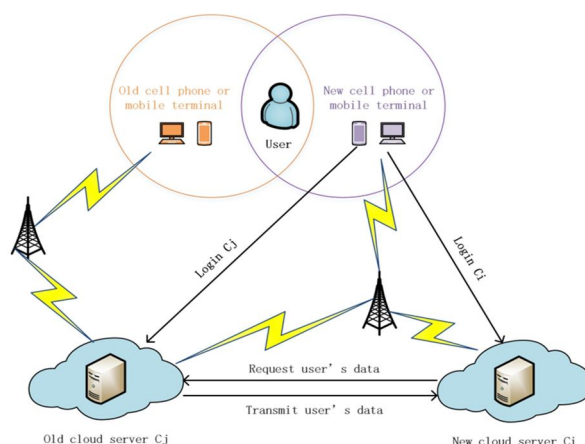 Old cell phone or
mobile terminal
New cell phone or
mobile terminal
User
Login Cj
Login Ci
Request user's data
Transmit user's data
Old cloud server Cj
New cloud server Ci